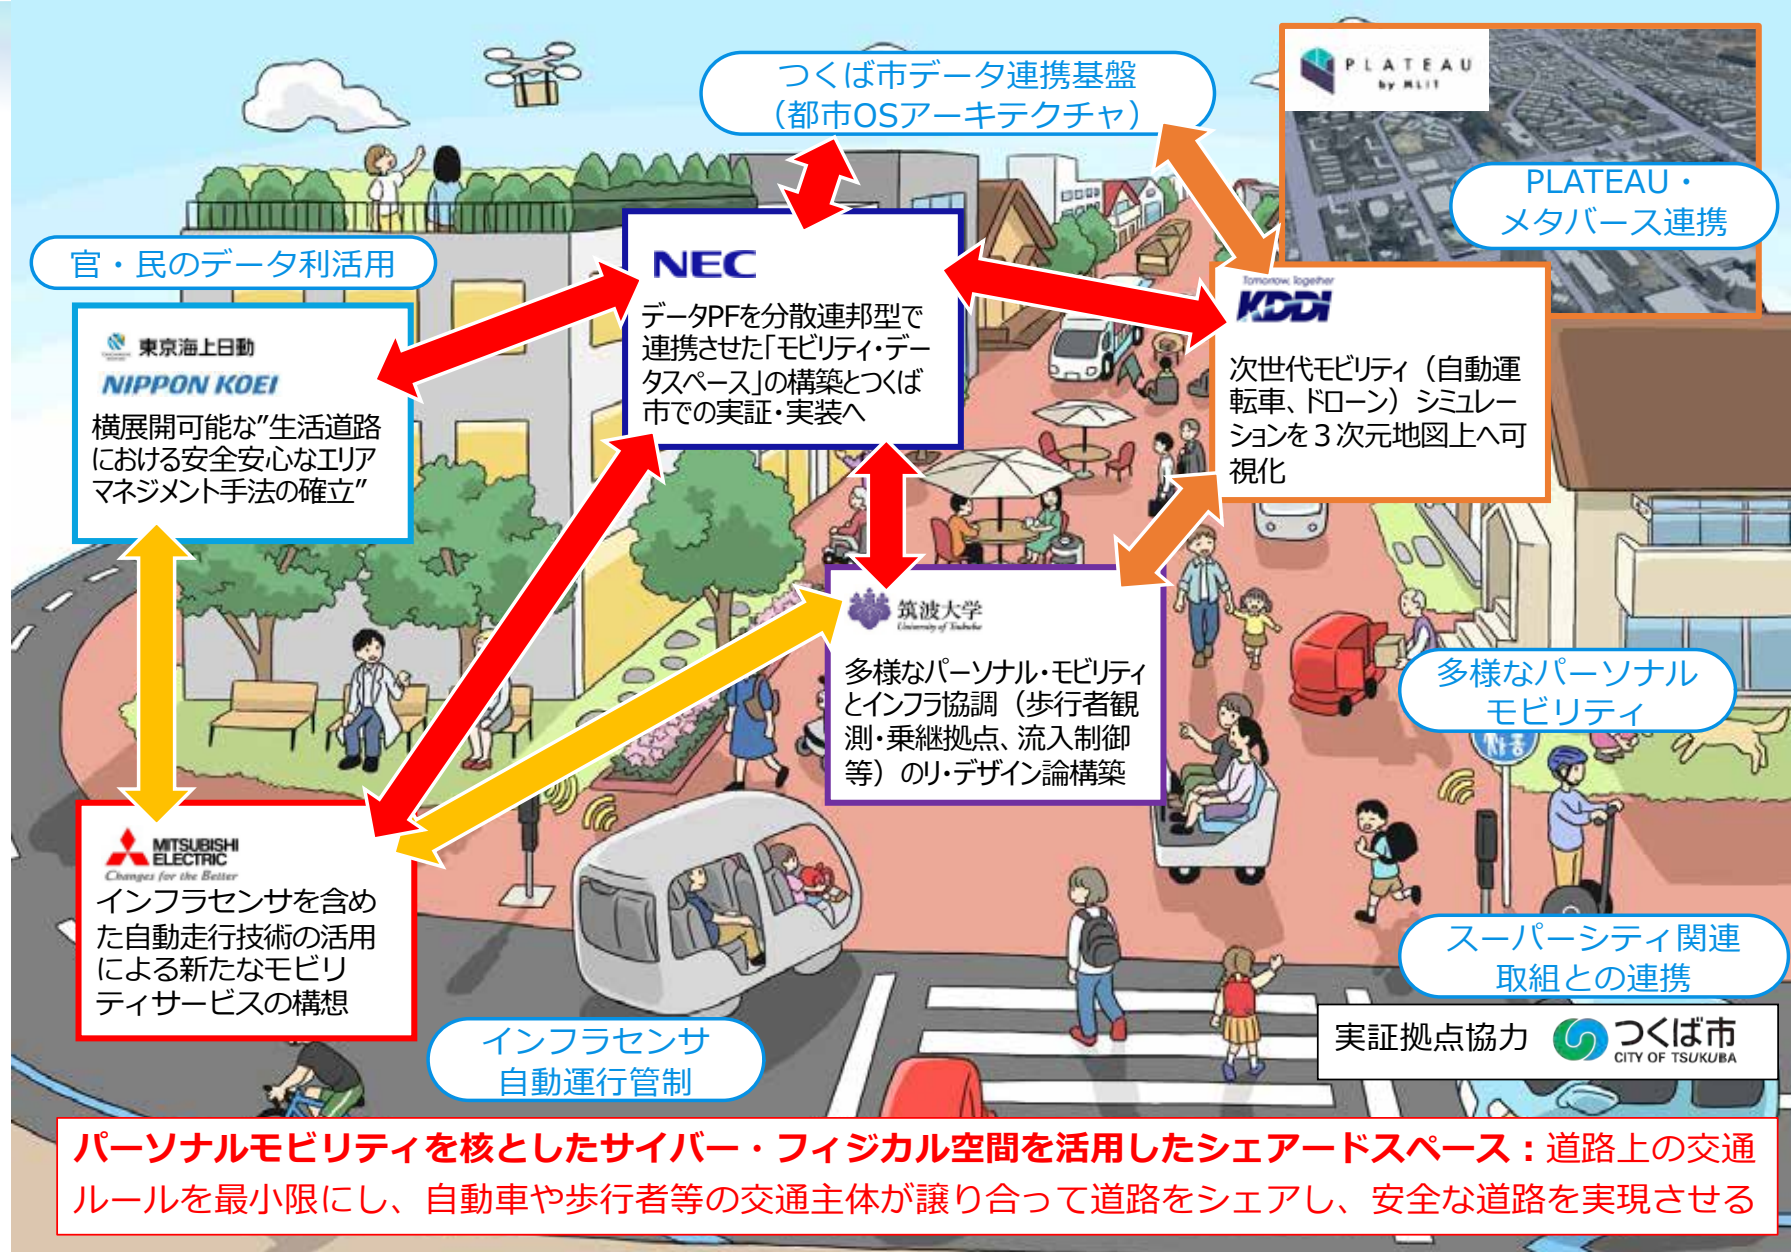 つくば市データ連携基盤
（都市OSアーキテクチャ）
PLATEAU
by MLIT
PLATEAU・
メタバース連携
官・民のデータ利活用
東京海上日動
NIPPON KOEI
横展開可能な”生活道路
における安全安心なエリア
マネジメント手法の確立”
NEC
データPFを分散連邦型で
連携させた「モビリティ・デー
タスペース」の構築とつくば
市での実証・実装へ
Tomorrow, Together
KDDI
次世代モビリティ（自動運
転車、ドローン）シミュレー
ションを３次元地図上へ可
視化
筑波大学
University of Tsukuba
多様なパーソナル・モビリティ
とインフラ協調（歩行者観
測・乗継拠点、流入制御
等）のリ・デザイン論構築
多様なパーソナル
モビリティ
MITSUBISHI
ELECTRIC
Changes for the Better
インフラセンサを含め
た自動走行技術の活用
による新たなモビリ
ティサービスの構想
インフラセンサ
自動運行管制
スーパーシティ関連
取組との連携
実証拠点協力
つくば市
CITY OF TSUKUBA
パーソナルモビリティを核としたサイバー・フィジカル空間を活用したシェアードスペース：道路上の交通
ルールを最小限にし、自動車や歩行者等の交通主体が譲り合って道路をシェアし、安全な道路を実現させる